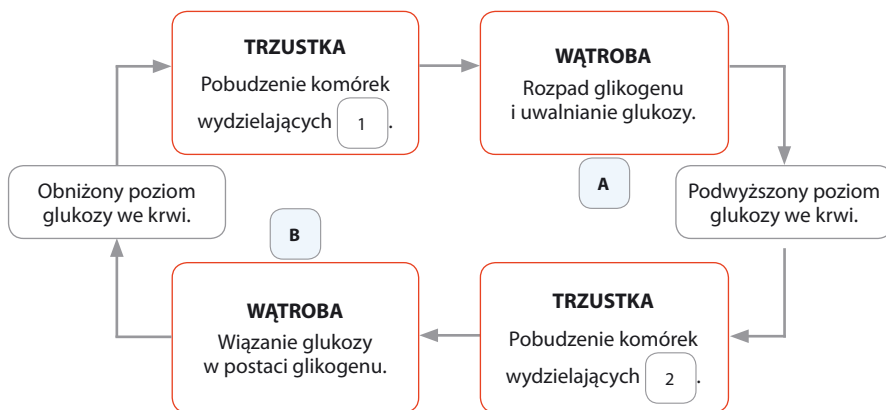 TRZUSTKA
Pobudzenie komórek
wydzielających 1 .
WĄTROBA
Rozpad glikogenu
i uwalnianie glukozy.
A
Obniżony poziom
glukozy we krwi.
Podwyższony poziom
glukozy we krwi.
B
WĄTROBA
Wiązanie glukozy
w postaci glikogenu.
TRZUSTKA
Pobudzenie komórek
wydzielających 2 .